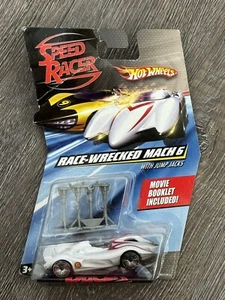 SPEED
RACER
Hot Wheels
RACE-WRECKED MACH 6
WITH JUMP JACKS
MOVIE
BOOKLET
INCLUDED!
3+